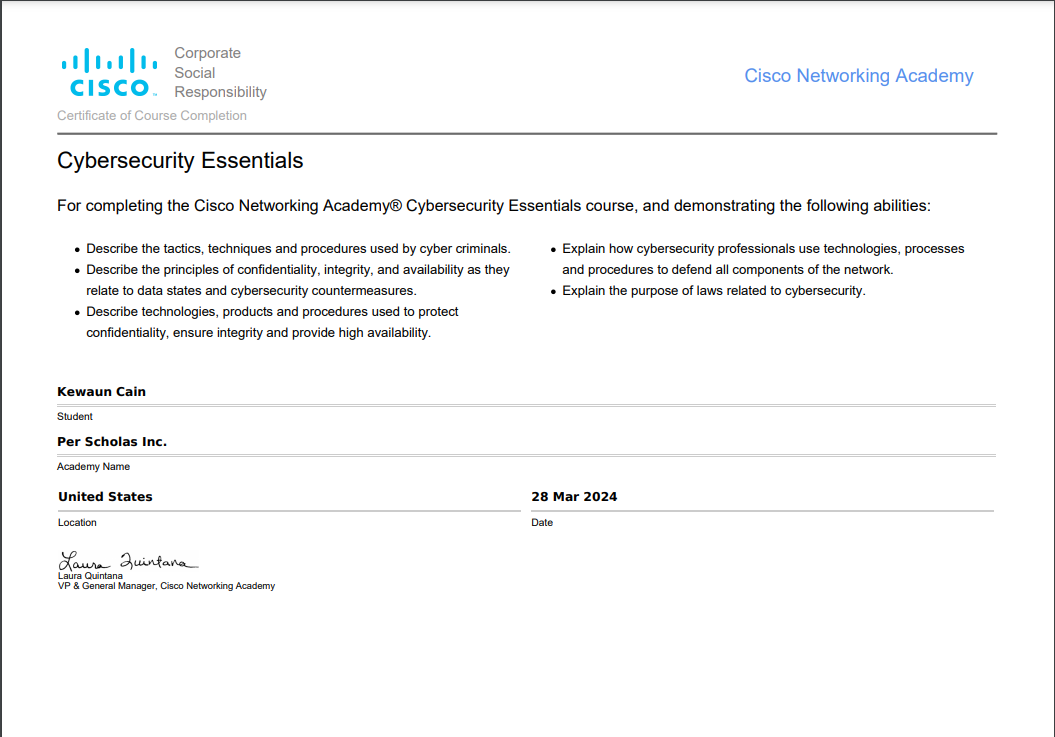 CISCO
Corporate
Social
Responsibility
Cisco Networking Academy
Certificate of Course Completion
Cybersecurity Essentials
For completing the Cisco Networking Academy® Cybersecurity Essentials course, and demonstrating the following abilities:
• Describe the tactics, techniques and procedures used by cyber criminals.
• Describe the principles of confidentiality, integrity, and availability as they
relate to data states and cybersecurity countermeasures.
• Describe technologies, products and procedures used to protect
confidentiality, ensure integrity and provide high availability.
• Explain how cybersecurity professionals use technologies, processes
and procedures to defend all components of the network.
• Explain the purpose of laws related to cybersecurity.
Kewaun Cain
Student
Per Scholas Inc.
Academy Name
United States
Location
28 Mar 2024
Date
Laura Quintana
Laura Quintana
VP & General Manager, Cisco Networking Academy